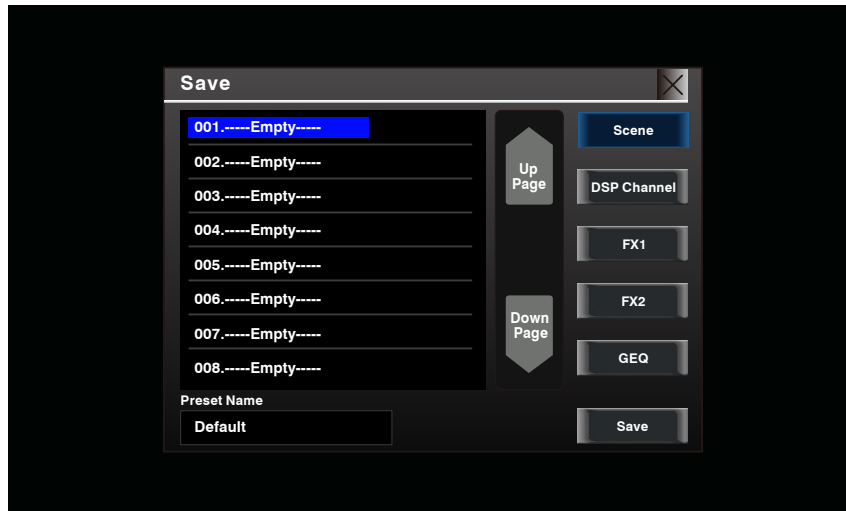 Save
001.-----Empty-----
002.-----Empty-----
003.-----Empty-----
004.-----Empty-----
005.-----Empty-----
006.-----Empty-----
007.-----Empty-----
008.-----Empty-----
Up
Page
Down
Page
Scene
DSP Channel
FX1
FX2
GEQ
Preset Name
Default
Save